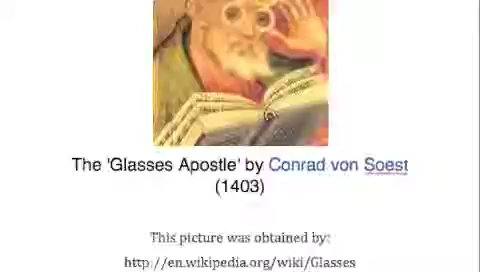 The 'Glasses Apostle' by Conrad von Soest
(1403)
This picture was obtained by:
http://en.wikipedia.org/wiki/Glasses